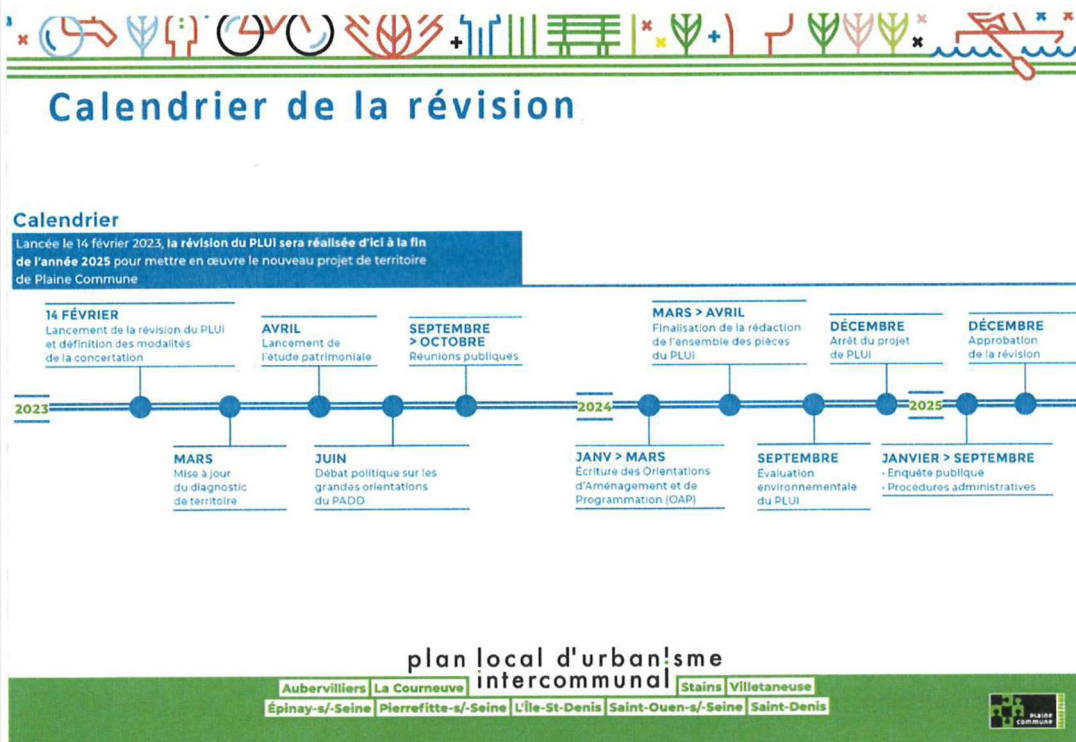 Calendrier de la révision
Calendrier
Lancée le 14 février 2023, la révision du PLUi sera réalisée d'ici à la fin
de l'année 2025 pour mettre en œuvre le nouveau projet de territoire
de Plaine Commune
14 FÉVRIER
Lancement de la révision du PLUi
et définition des modalités
de la concertation
AVRIL
Lancement de
l'étude patrimoniale
SEPTEMBRE
> OCTOBRE
Réunions publiques
MARS > AVRIL
Finalisation de la rédaction
de l'ensemble des pièces
du PLUi
DÉCEMBRE
Arrêt du projet
de PLUi
DÉCEMBRE
Approbation
de la révision
2023
2024
2025
MARS
Mise à jour
du diagnostic
de territoire
JUIN
Débat politique sur les
grandes orientations
du PADD
JANV > MARS
Écriture des Orientations
d'Aménagement et de
Programmation (OAP)
SEPTEMBRE
Évaluation
environnementale
du PLUi
JANVIER > SEPTEMBRE
• Enquête publique
• Procédures administratives
plan local d'urban!sme
intercommunal
Aubervilliers La Courneuve Stains Villetaneuse
Épinay-s/-Seine Pierrefitte-s/-Seine L'Île-St-Denis Saint-Ouen-s/-Seine Saint-Denis
PLAINE
COMMUNE